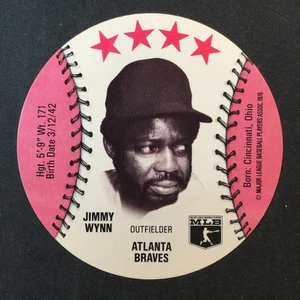 Hgt. 5'-9" Wt. 171
Birth Date 3/12/42
JIMMY
WYNN
OUTFIELDER
ATLANTA
BRAVES
MLB
Born: Cincinnati, Ohio
© MAJOR LEAGUE BASEBALL PLAYERS ASSOC. 1976